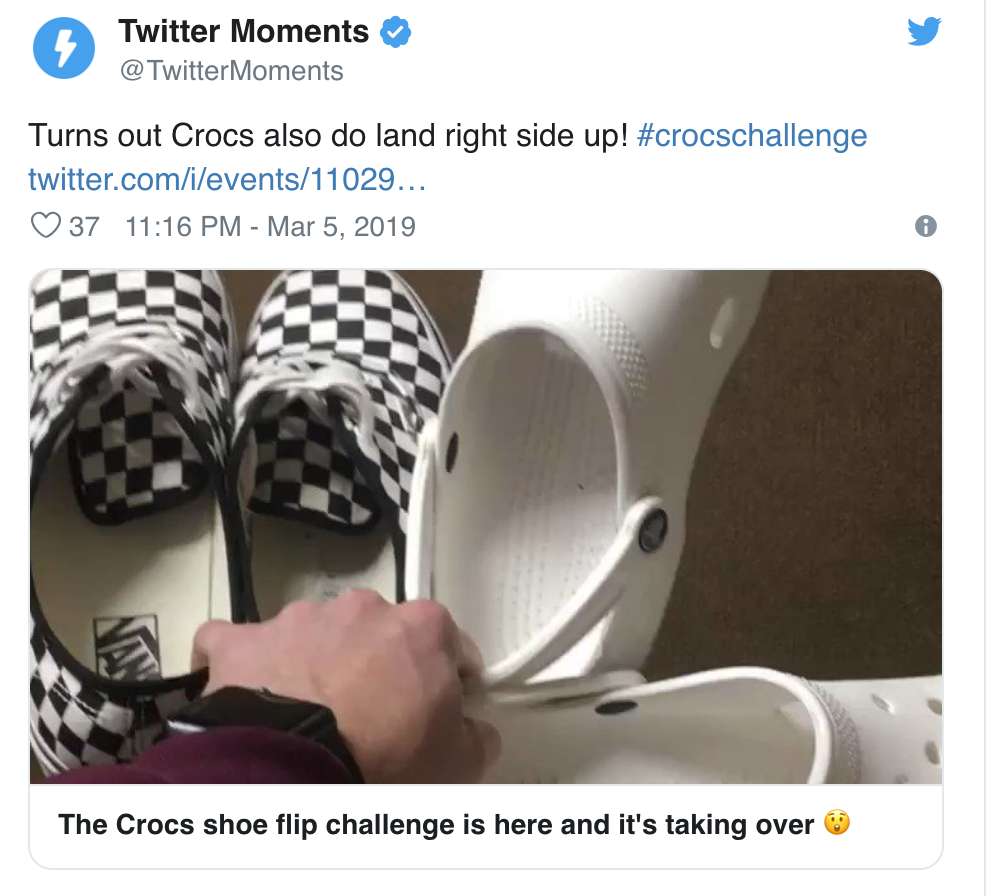 Twitter Moments
@TwitterMoments
Turns out Crocs also do land right side up! #crocschallenge
twitter.com/i/events/11029…
37 11:16 PM - Mar 5, 2019
VANS
The Crocs shoe flip challenge is here and it's taking over 😲